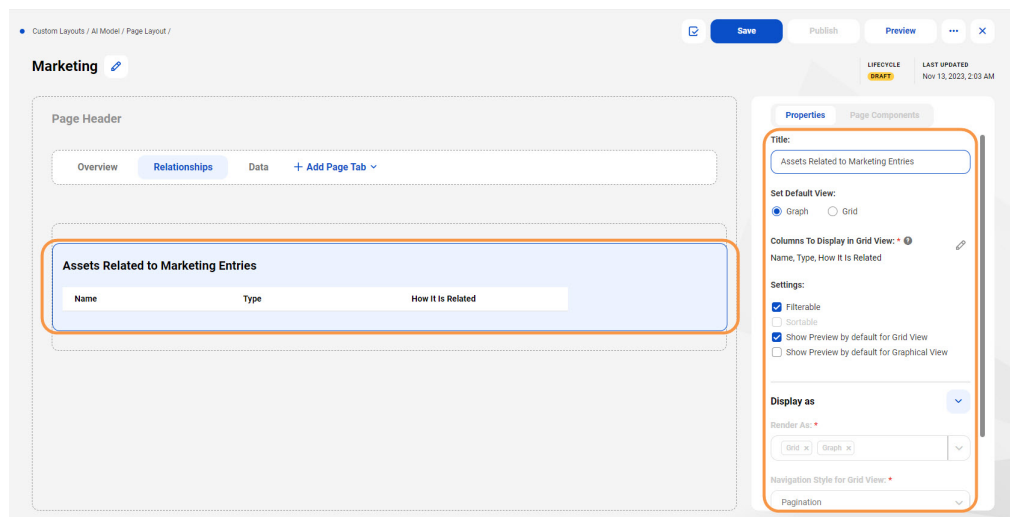 Custom Layouts / AI Model / Page Layout /
Save
Publish
Preview
Marketing
LIFECYCLE
DRAFT
LAST UPDATED
Nov 13, 2023, 2:03 AM
Page Header
Overview
Relationships
Data
+ Add Page Tab
Assets Related to Marketing Entries
Name
Type
How It Is Related
Properties
Page Components
Title:
Assets Related to Marketing Entries
Set Default View:
Graph
Grid
Columns To Display in Grid View: *
Name, Type, How It Is Related
Settings:
Filterable
Sortable
Show Preview by default for Grid View
Show Preview by default for Graphical View
Display as
Render As: *
Grid ×
Graph ×
Navigation Style for Grid View: *
Pagination